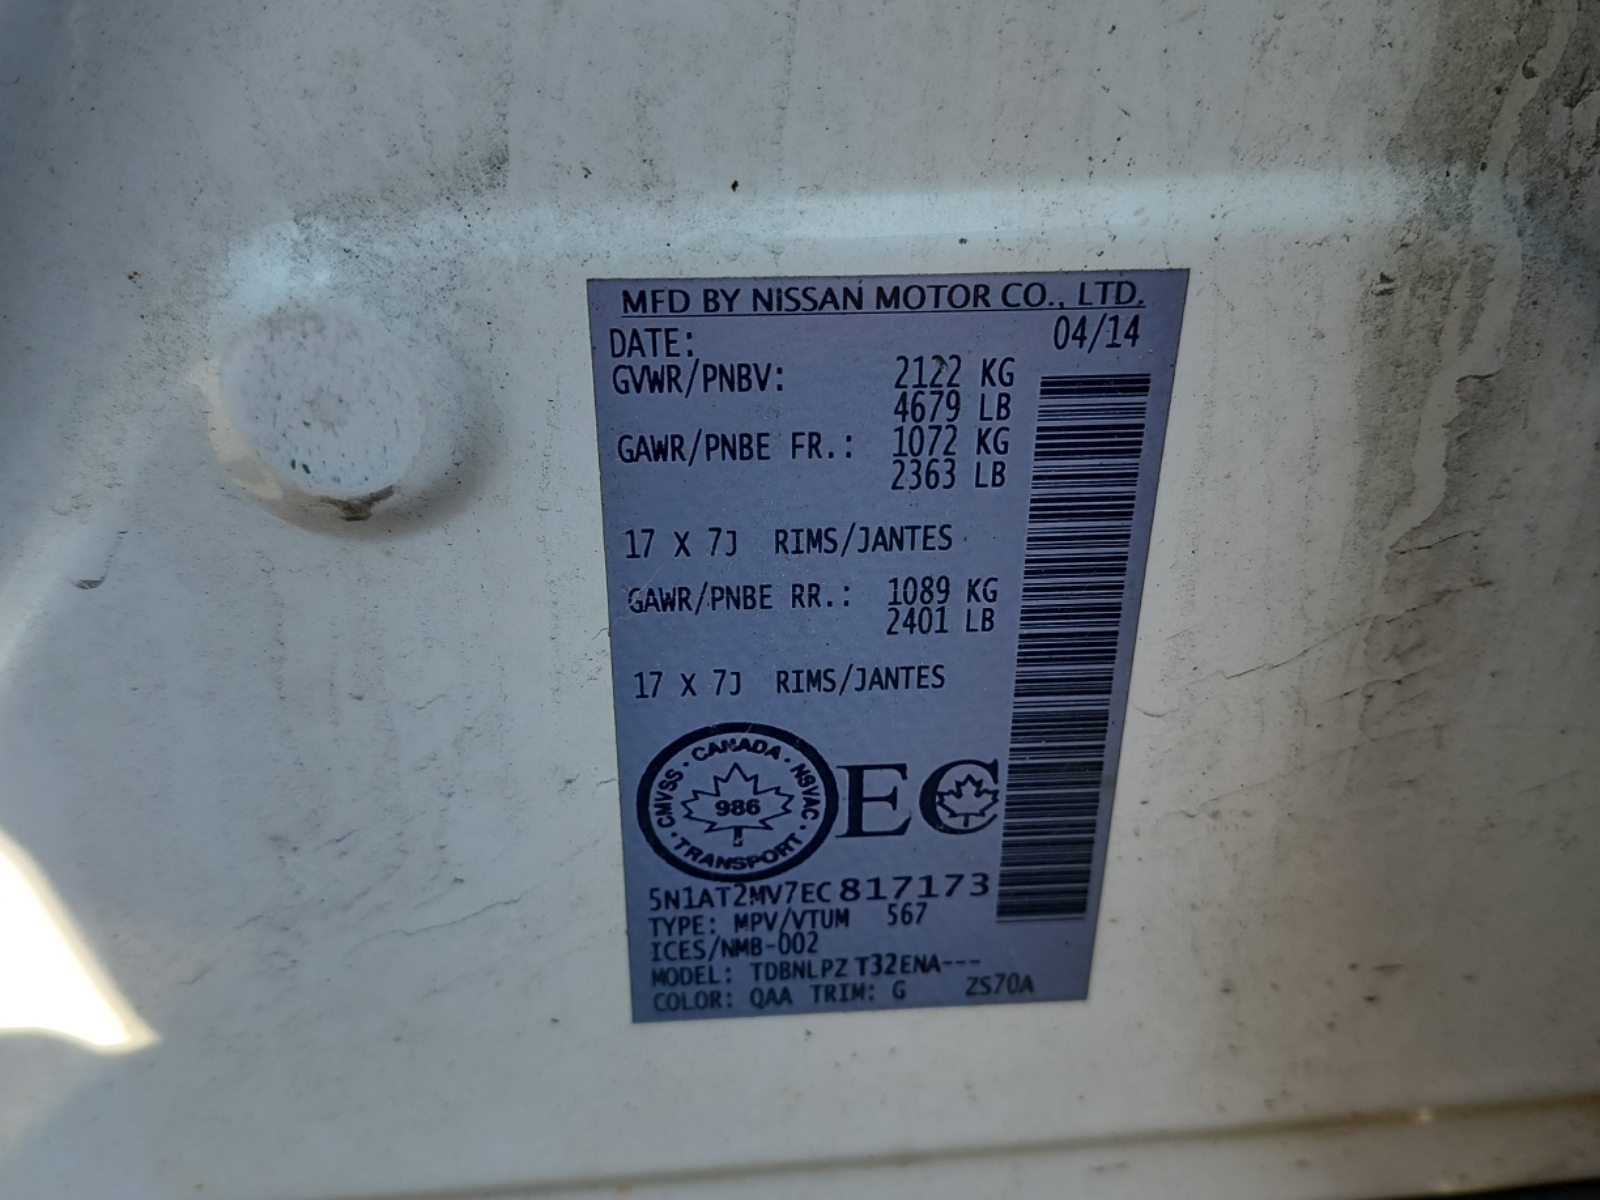 MFD BY NISSAN MOTOR CO., LTD.
DATE: 04/14
GVWR/PNBV: 2122 KG
4679 LB
GAWR/PNBE FR.: 1072 KG
2363 LB
17 X 7J RIMS/JANTES
GAWR/PNBE RR.: 1089 KG
2401 LB
17 X 7J RIMS/JANTES
CANADA · NSVAC · TRANSPORT · CMVSS ·
986
EC
5N1AT2MV7EC817173
TYPE: MPV/VTUM 567
ICES/NMB-002
MODEL: TDBNLPZ T32ENA---
COLOR: QAA TRIM: G ZS70A